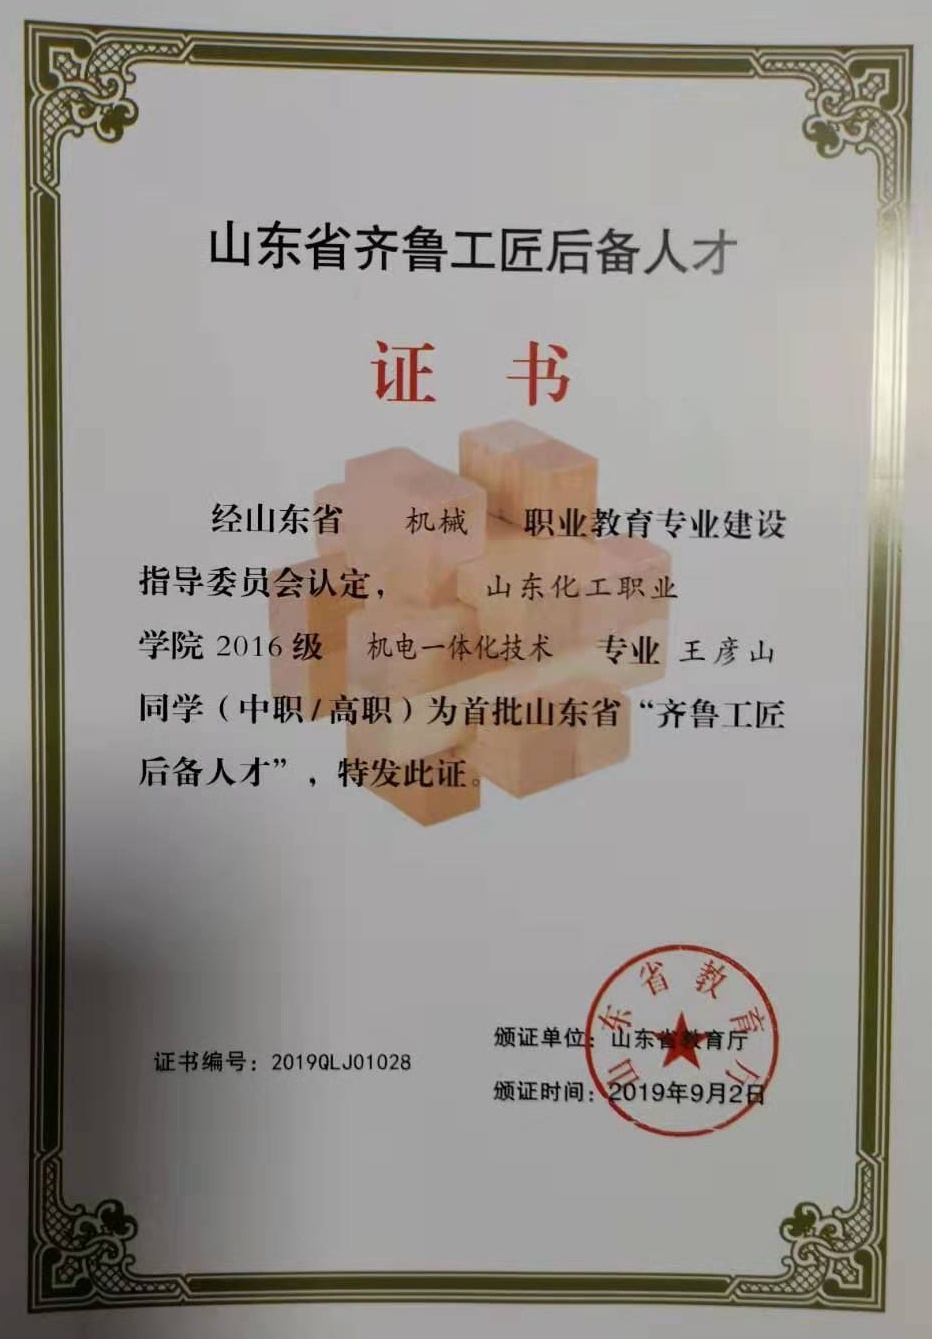 山东省齐鲁工匠后备人才
证 书
经山东省 机械 职业教育专业建设
指导委员会认定， 山东化工职业
学院 2016 级 机电一体化技术 专业 王彦山
同学（中职/高职）为首批山东省“齐鲁工匠
后备人才”，特发此证。
证书编号：2019QLJ01028
颁证单位：山东省教育厅
颁证时间：2019年9月2日
山东省教育厅